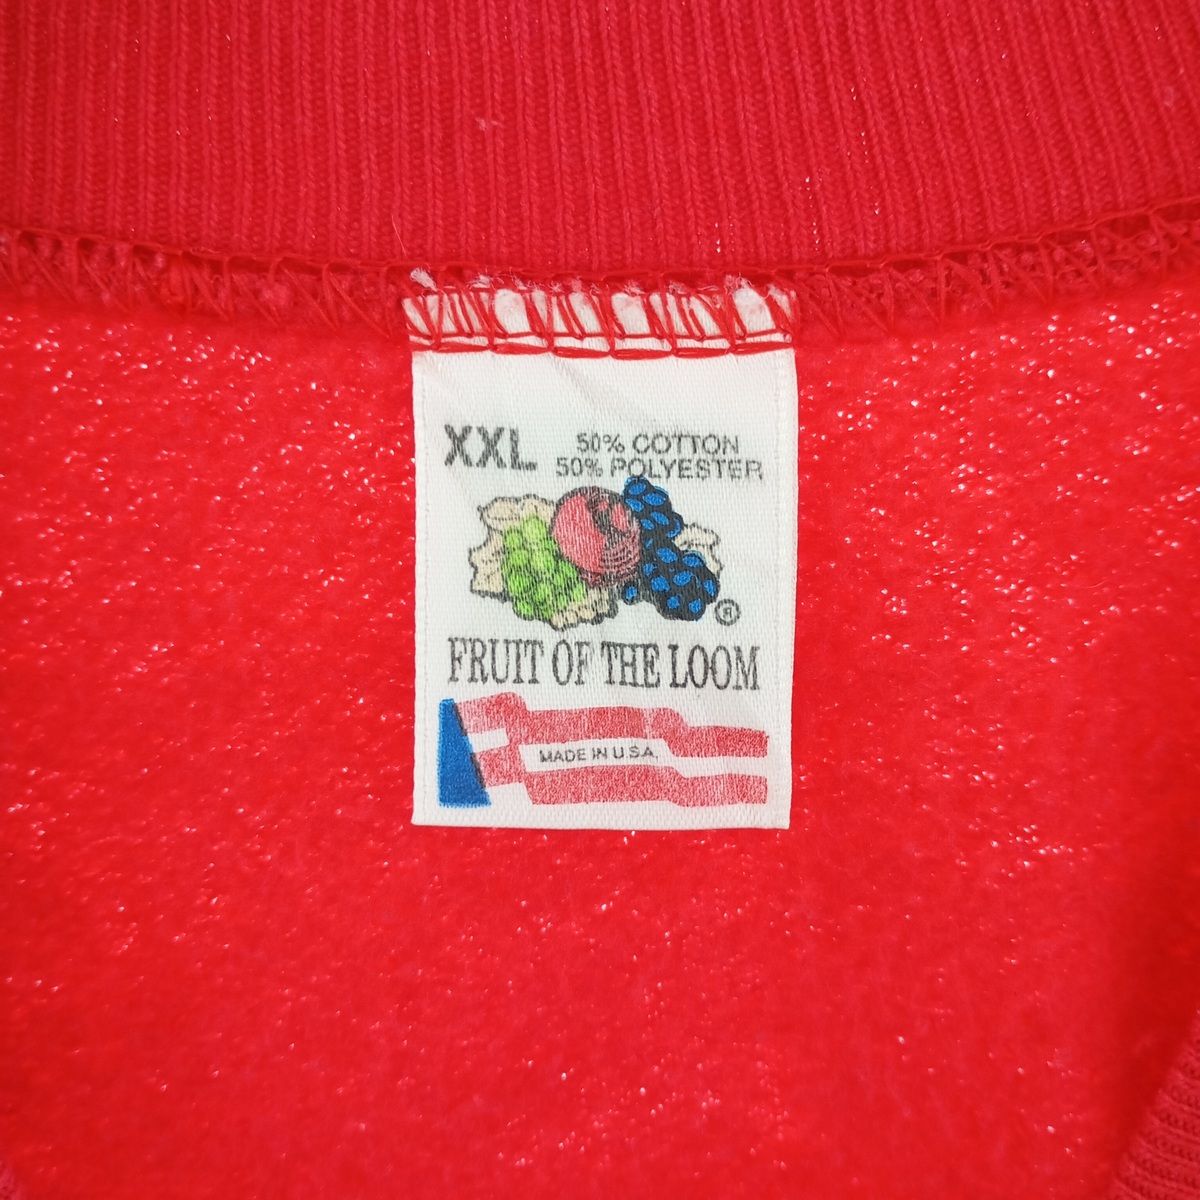 XXL
50% COTTON
50% POLYESTER
®
FRUIT OF THE LOOM
MADE IN U.S.A.